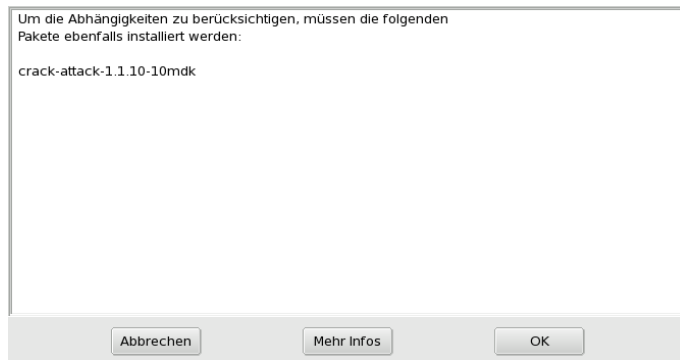 Um die Abhängigkeiten zu berücksichtigen, müssen die folgenden
Pakete ebenfalls installiert werden:
crack-attack-1.1.10-10mdk
Abbrechen
Mehr Infos
OK